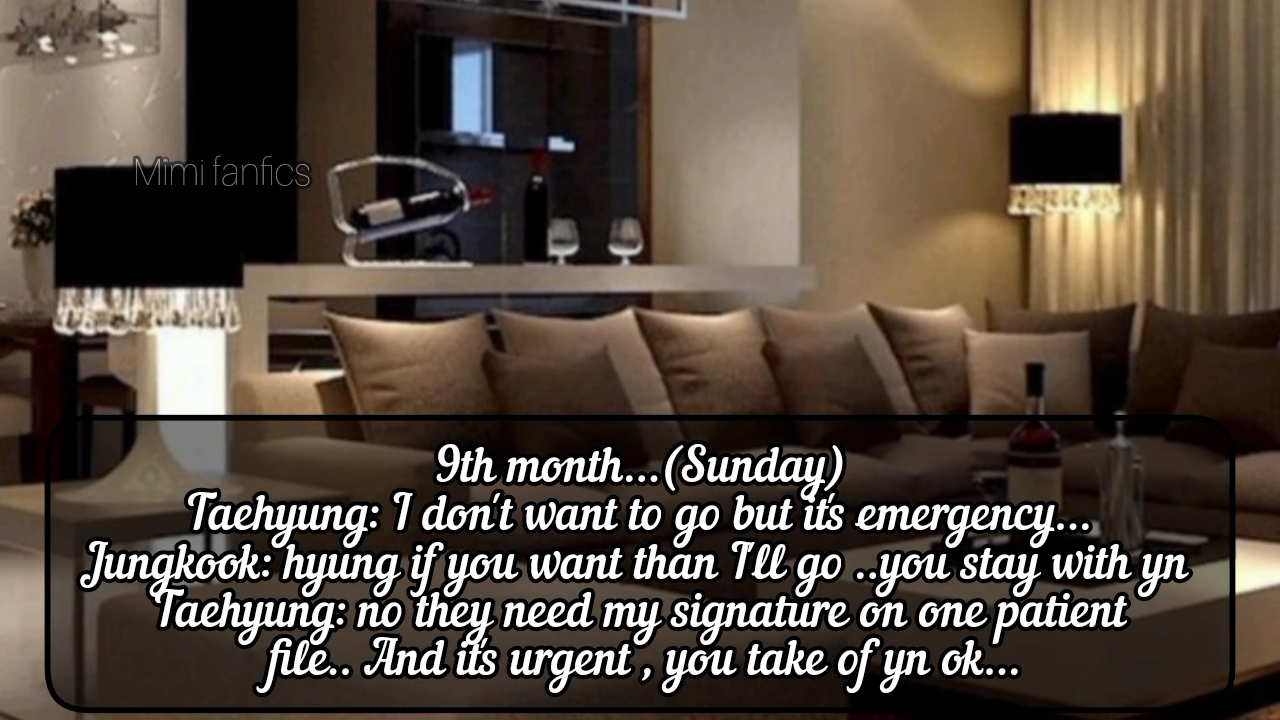 Mimi fanfics
9th month...(Sunday)
Taehyung: I don't want to go but it's emergency...
Jungkook: hyung if you want than I'll go ..you stay with yn
Taehyung: no they need my signature on one patient
file.. And it's urgent , you take of yn ok...